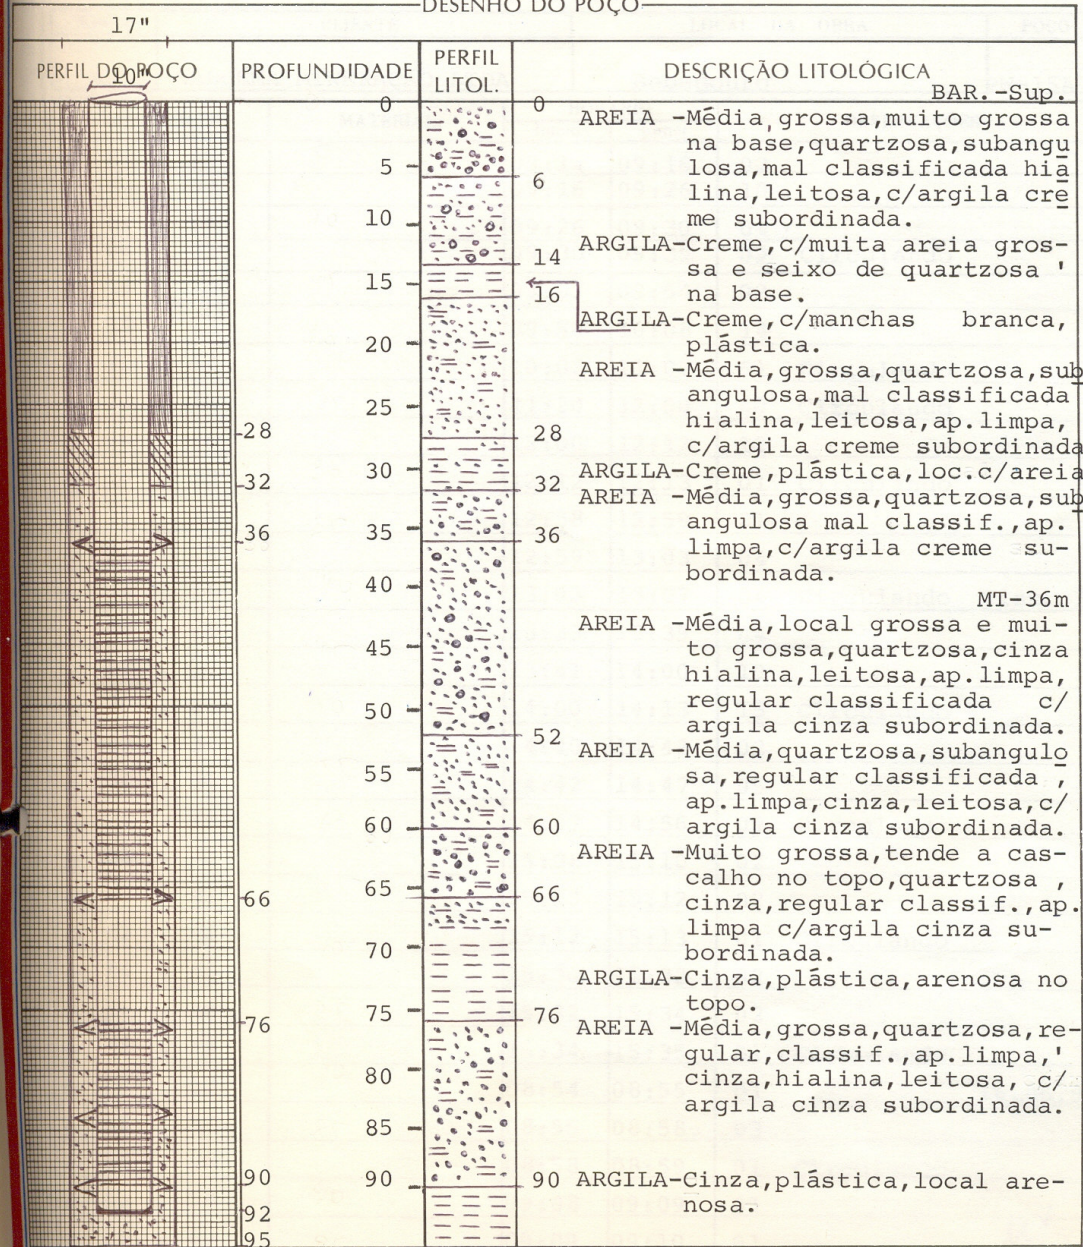 DESENHO DO POÇO
17"
PERFIL DO POÇO
10"
PROFUNDIDADE
PERFIL
LITOL.
DESCRIÇÃO LITOLÓGICA
BAR.-Sup.
0
5
10
15
20
25
30
35
40
45
50
55
60
65
70
75
80
85
90
28
32
36
66
76
90
92
95
0
6
14
16
28
32
36
52
60
66
76
90
AREIA -Média,grossa,muito grossa
na base,quartzosa,subangu
losa,mal classificada hia
lina,leitosa,c/argila cre
me subordinada.
ARGILA-Creme,c/muita areia gros-
sa e seixo de quartzosa '
na base.
ARGILA-Creme,c/manchas branca,
plástica.
AREIA -Média,grossa,quartzosa,sub
angulosa,mal classificada
hialina,leitosa,ap.limpa,
c/argila creme subordinada
ARGILA-Creme,plástica,loc.c/areia
AREIA -Média,grossa,quartzosa,sub
angulosa mal classif.,ap.
limpa,c/argila creme su-
bordinada.
MT-36m
AREIA -Média,local grossa e mui-
to grossa,quartzosa,cinza
hialina,leitosa,ap.limpa,
regular classificada c/
argila cinza subordinada.
AREIA -Média,quartzosa,subangulo
sa,regular classificada ,
ap.limpa,cinza,leitosa,c/
argila cinza subordinada.
AREIA -Muito grossa,tende a cas-
calho no topo,quartzosa ,
cinza,regular classif.,ap.
limpa c/argila cinza su-
bordinada.
ARGILA-Cinza,plástica,arenosa no
topo.
AREIA -Média,grossa,quartzosa,re-
gular,classif.,ap.limpa,'
cinza,hialina,leitosa, c/
argila cinza subordinada.
ARGILA-Cinza,plástica,local are-
nosa.